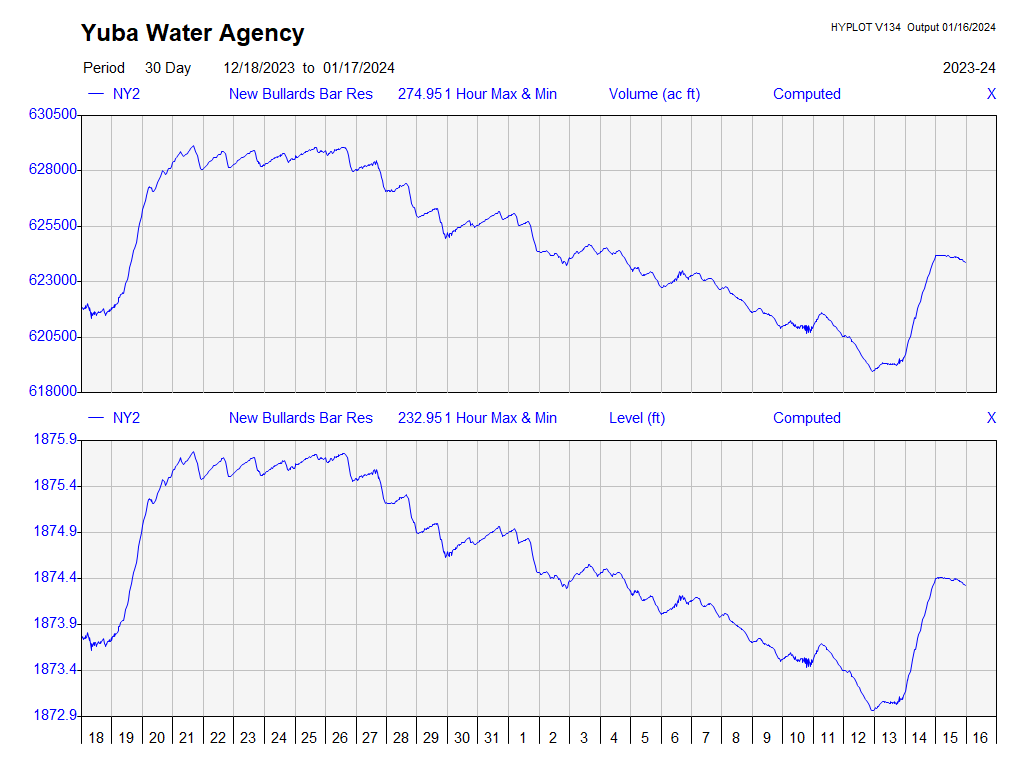 Yuba Water Agency
HYPLOT V134 Output 01/16/2024
Period 30 Day 12/18/2023 to 01/17/2024
2023-24
NY2 New Bullards Bar Res 274.95 1 Hour Max & Min Volume (ac ft) Computed X
630500
628000
625500
623000
620500
618000
NY2 New Bullards Bar Res 232.95 1 Hour Max & Min Level (ft) Computed X
1875.9
1875.4
1874.9
1874.4
1873.9
1873.4
1872.9
18 19 20 21 22 23 24 25 26 27 28 29 30 31 1 2 3 4 5 6 7 8 9 10 11 12 13 14 15 16